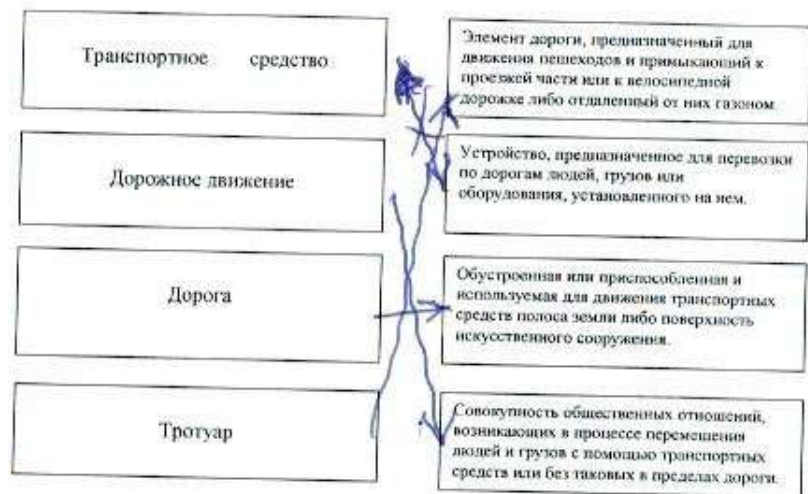 Транспортное средство
Элемент дороги, предназначенный для
движения пешеходов и примыкающий к
проезжей части или к велосипедной
дорожке либо отдаленный от них газоном.
Дорожное движение
Устройство, предназначенное для перевозки
по дорогам людей, грузов или
оборудования, установленного на нем.
Дорога
Обустроенная или приспособленная и
используемая для движения транспортных
средств полоса земли либо поверхность
искусственного сооружения.
Тротуар
Совокупность общественных отношений,
возникающих в процессе перемещения
людей и грузов с помощью транспортных
средств или без таковых в пределах дороги.